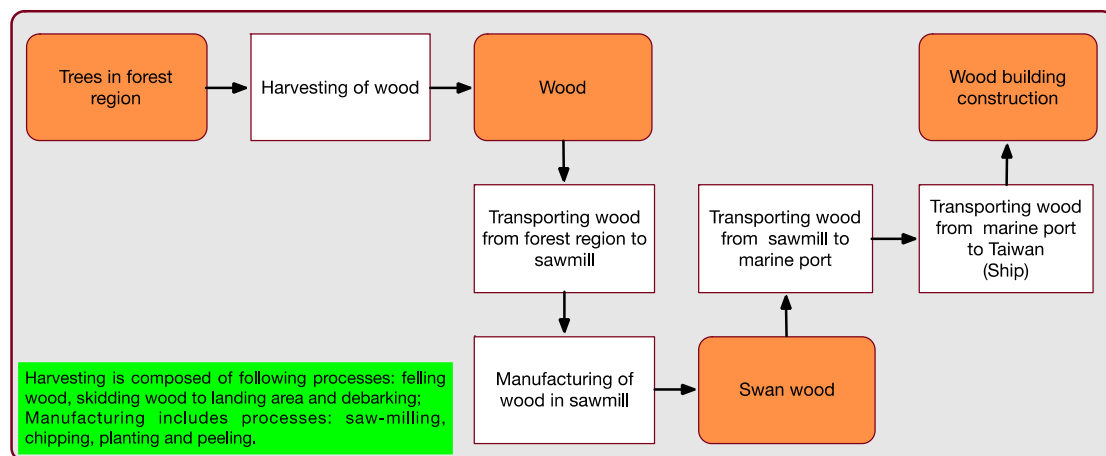 Trees in forest
region
Harvesting of wood
Wood
Transporting wood
from forest region to
sawmill
Manufacturing of
wood in sawmill
Swan wood
Transporting wood
from sawmill to
marine port
Transporting wood
from marine port
to Taiwan
(Ship)
Wood building
construction
Harvesting is composed of following processes: felling
wood, skidding wood to landing area and debarking;
Manufacturing includes processes: saw-milling,
chipping, planting and peeling.